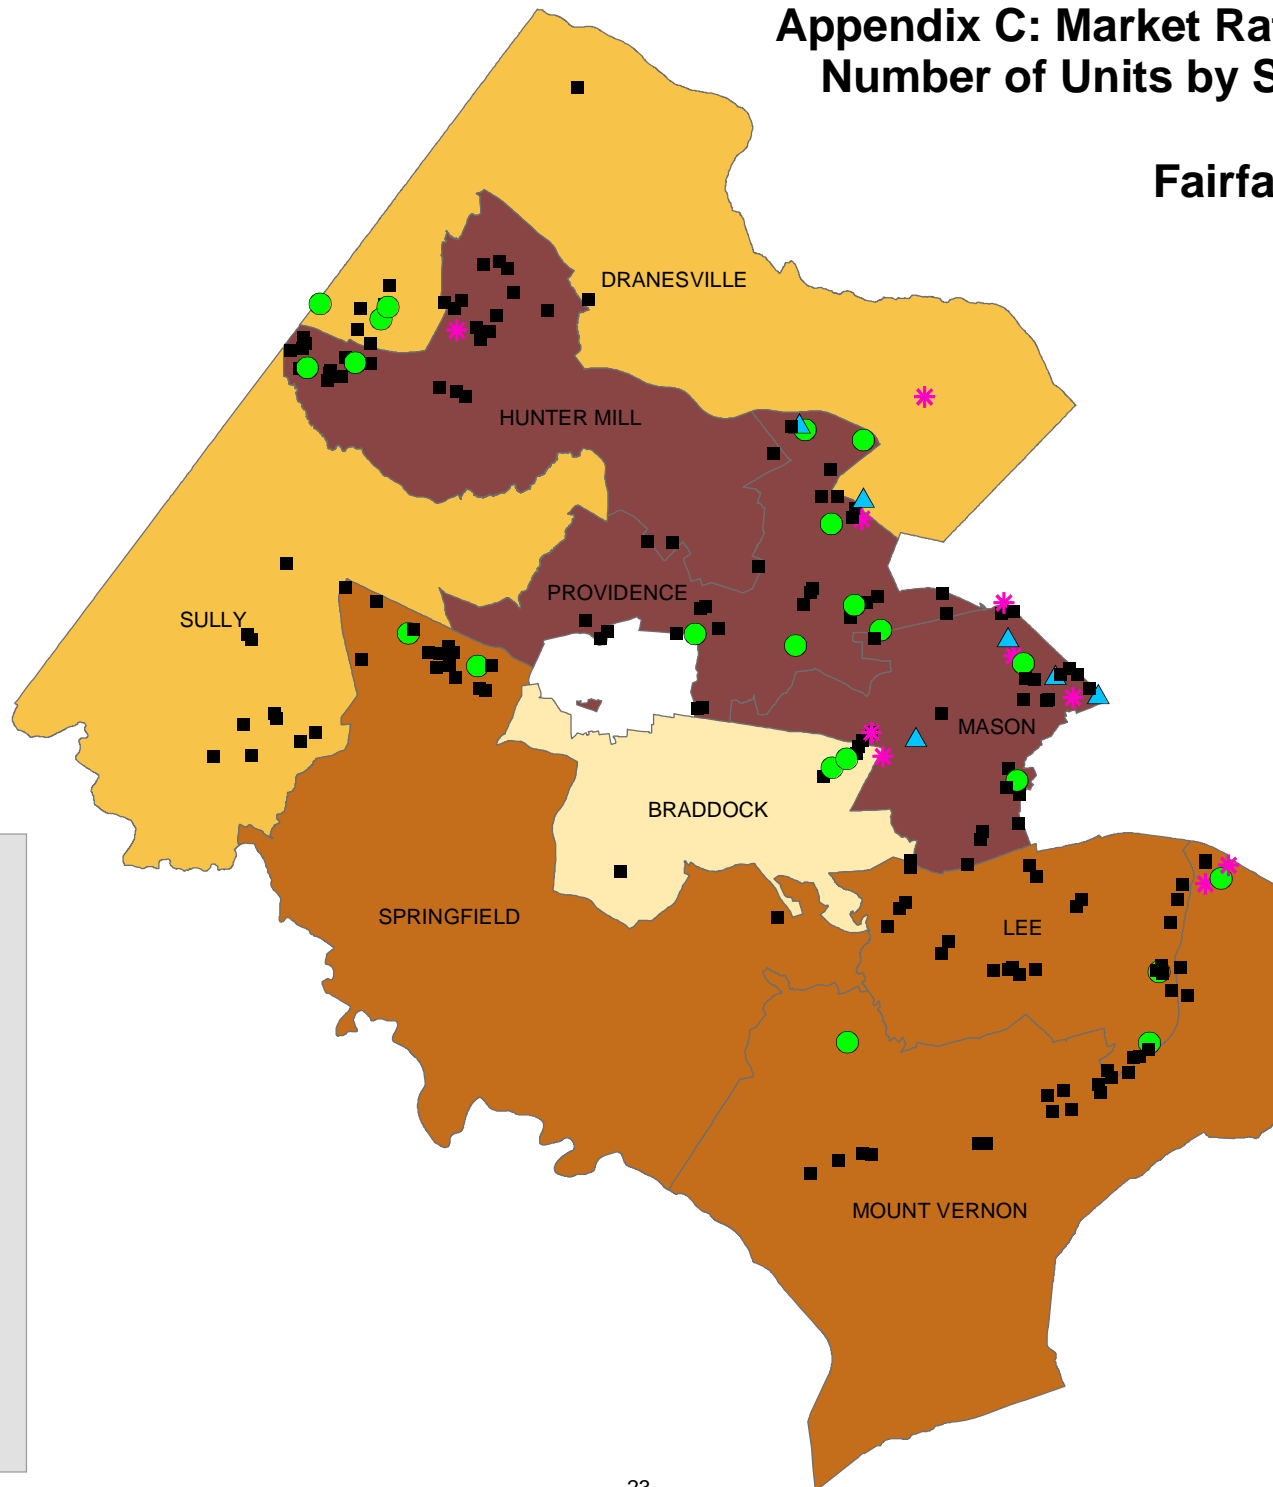 Appendix C: Market Ra
Number of Units by S
Fairfa
DRANESVILLE
HUNTER MILL
PROVIDENCE
SULLY
MASON
BRADDOCK
SPRINGFIELD
LEE
MOUNT VERNON
23